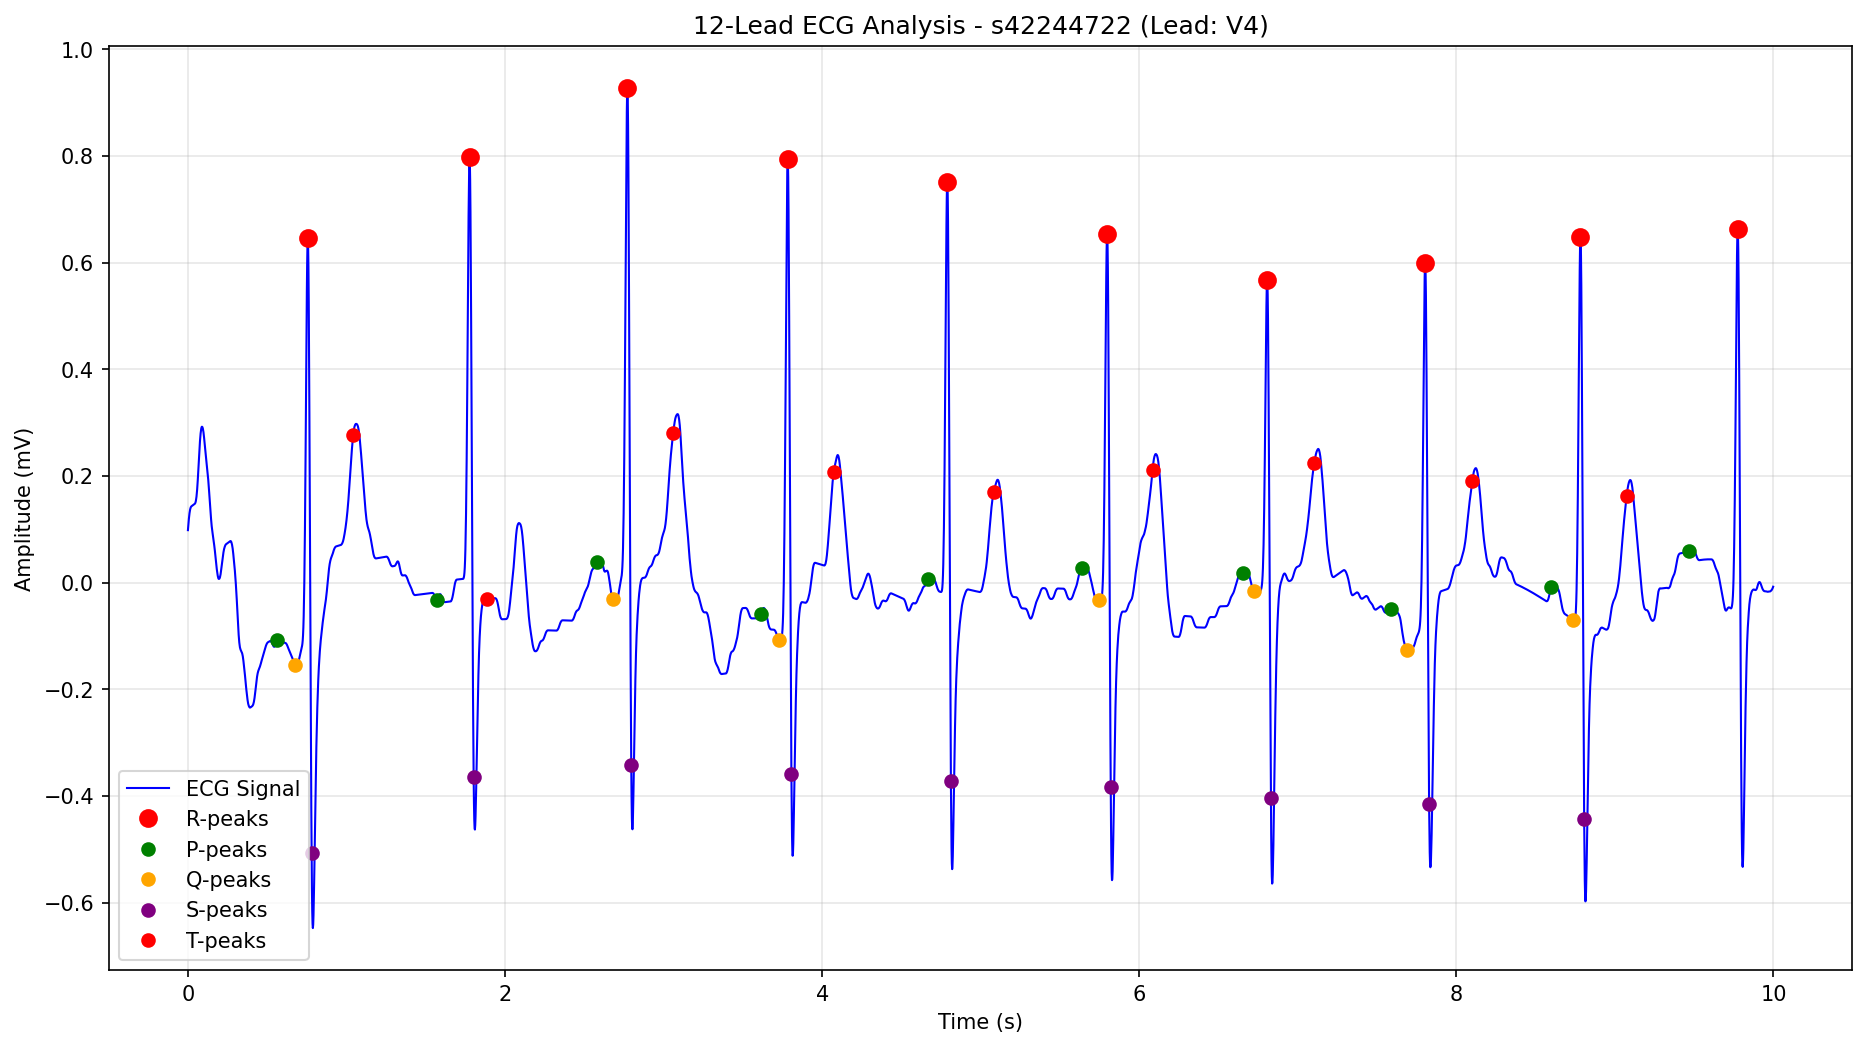 12-Lead ECG Analysis - s42244722 (Lead: V4)
Amplitude (mV)
1.0
0.8
0.6
0.4
0.2
0.0
−0.2
−0.4
−0.6
ECG Signal
R-peaks
P-peaks
Q-peaks
S-peaks
T-peaks
0 2 4 6 8 10
Time (s)